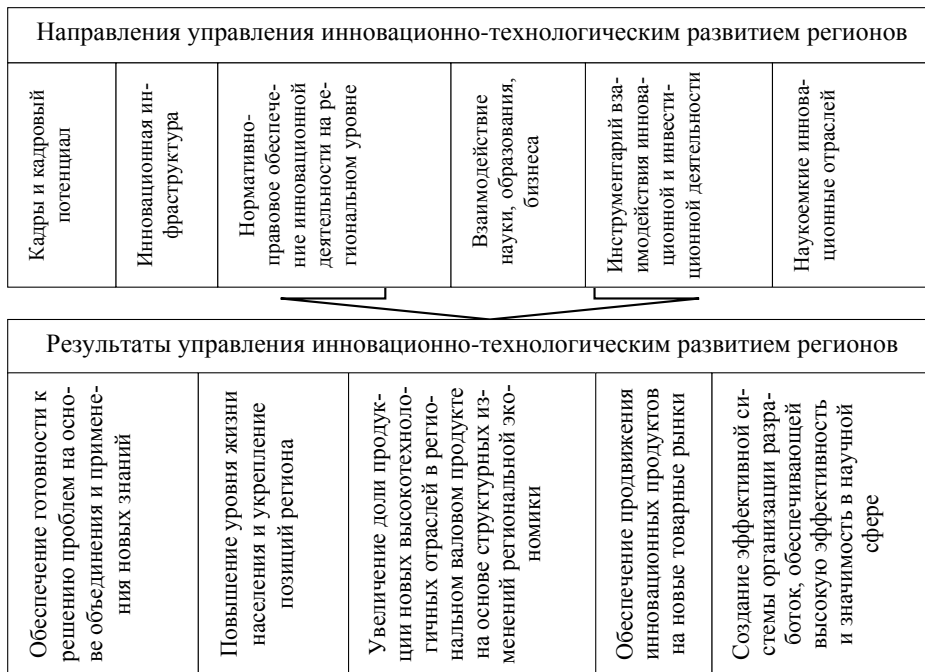 Направления управления инновационно-технологическим развитием регионов
Кадры и кадровый
потенциал
Инновационная ин-
фраструктура
Нормативно-
правовое обеспече-
ние инновационной
деятельности на ре-
гиональном уровне
Взаимодействие
науки, образования,
бизнеса
Инструментарий вза-
имодействия иннова-
ционной и инвести-
ционной деятельности
Наукоемкие иннова-
ционные отраслей
Результаты управления инновационно-технологическим развитием регионов
Обеспечение готовности к
решению проблем на осно-
ве объединения и примене-
ния новых знаний
Повышение уровня жизни
населения и укрепление
позиций региона
Увеличение доли продук-
ции новых высокотехноло-
гичных отраслей в регио-
нальном валовом продукте
на основе структурных из-
менений региональной эко-
номики
Обеспечение продвижения
инновационных продуктов
на новые товарные рынки
Создание эффективной си-
стемы организации разра-
боток, обеспечивающей
высокую эффективность
и значимость в научной
сфере